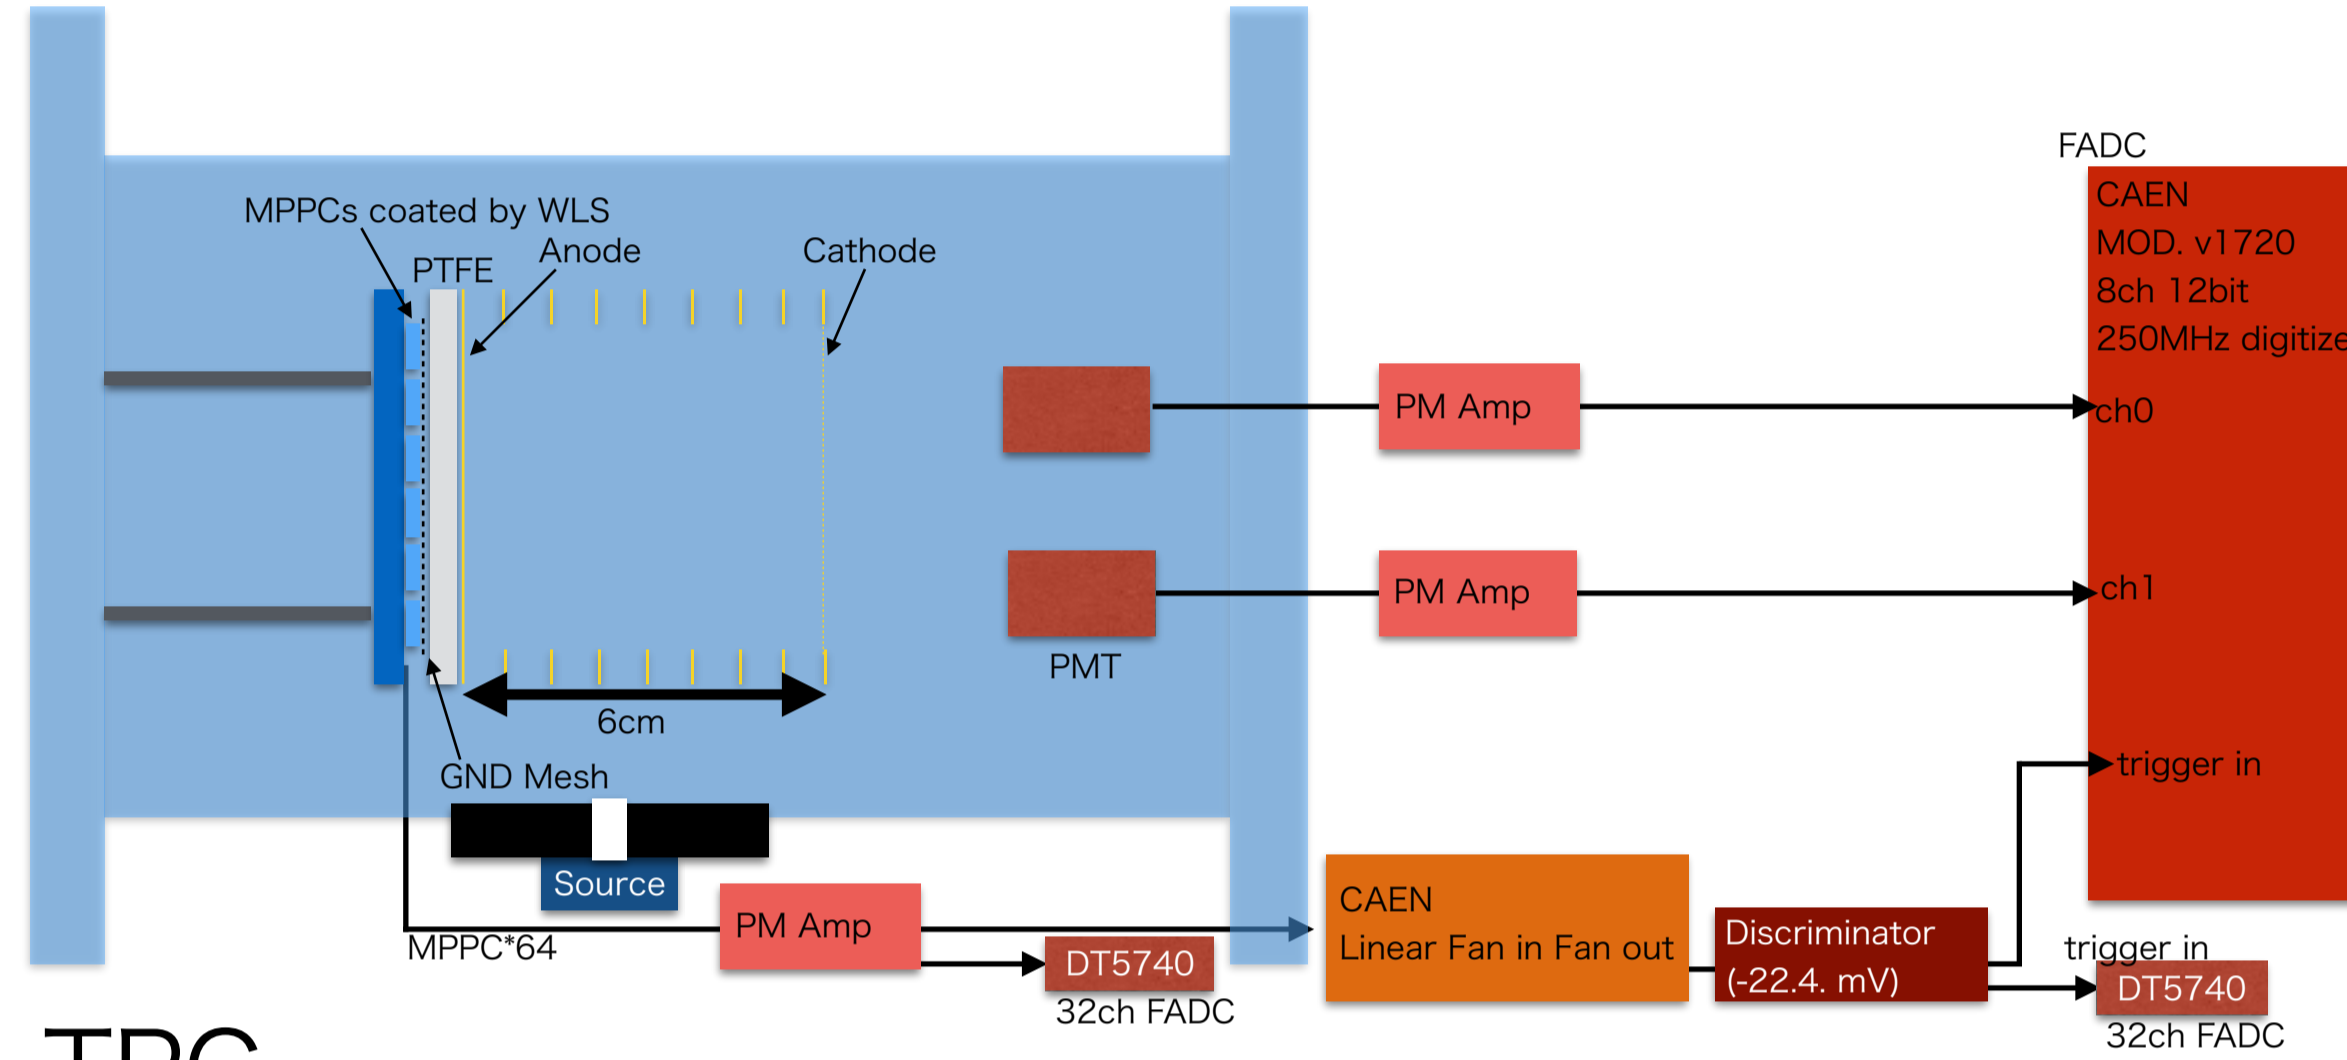 FADC
CAEN
MOD. v1720
8ch 12bit
250MHz digitize
MPPCs coated by WLS
PTFE
Anode
Cathode
PM Amp
ch0
PM Amp
ch1
PMT
6cm
GND Mesh
trigger in
Source
MPPC*64
PM Amp
DT5740
32ch FADC
CAEN
Linear Fan in Fan out
Discriminator
(-22.4. mV)
trigger in
DT5740
32ch FADC
TPC